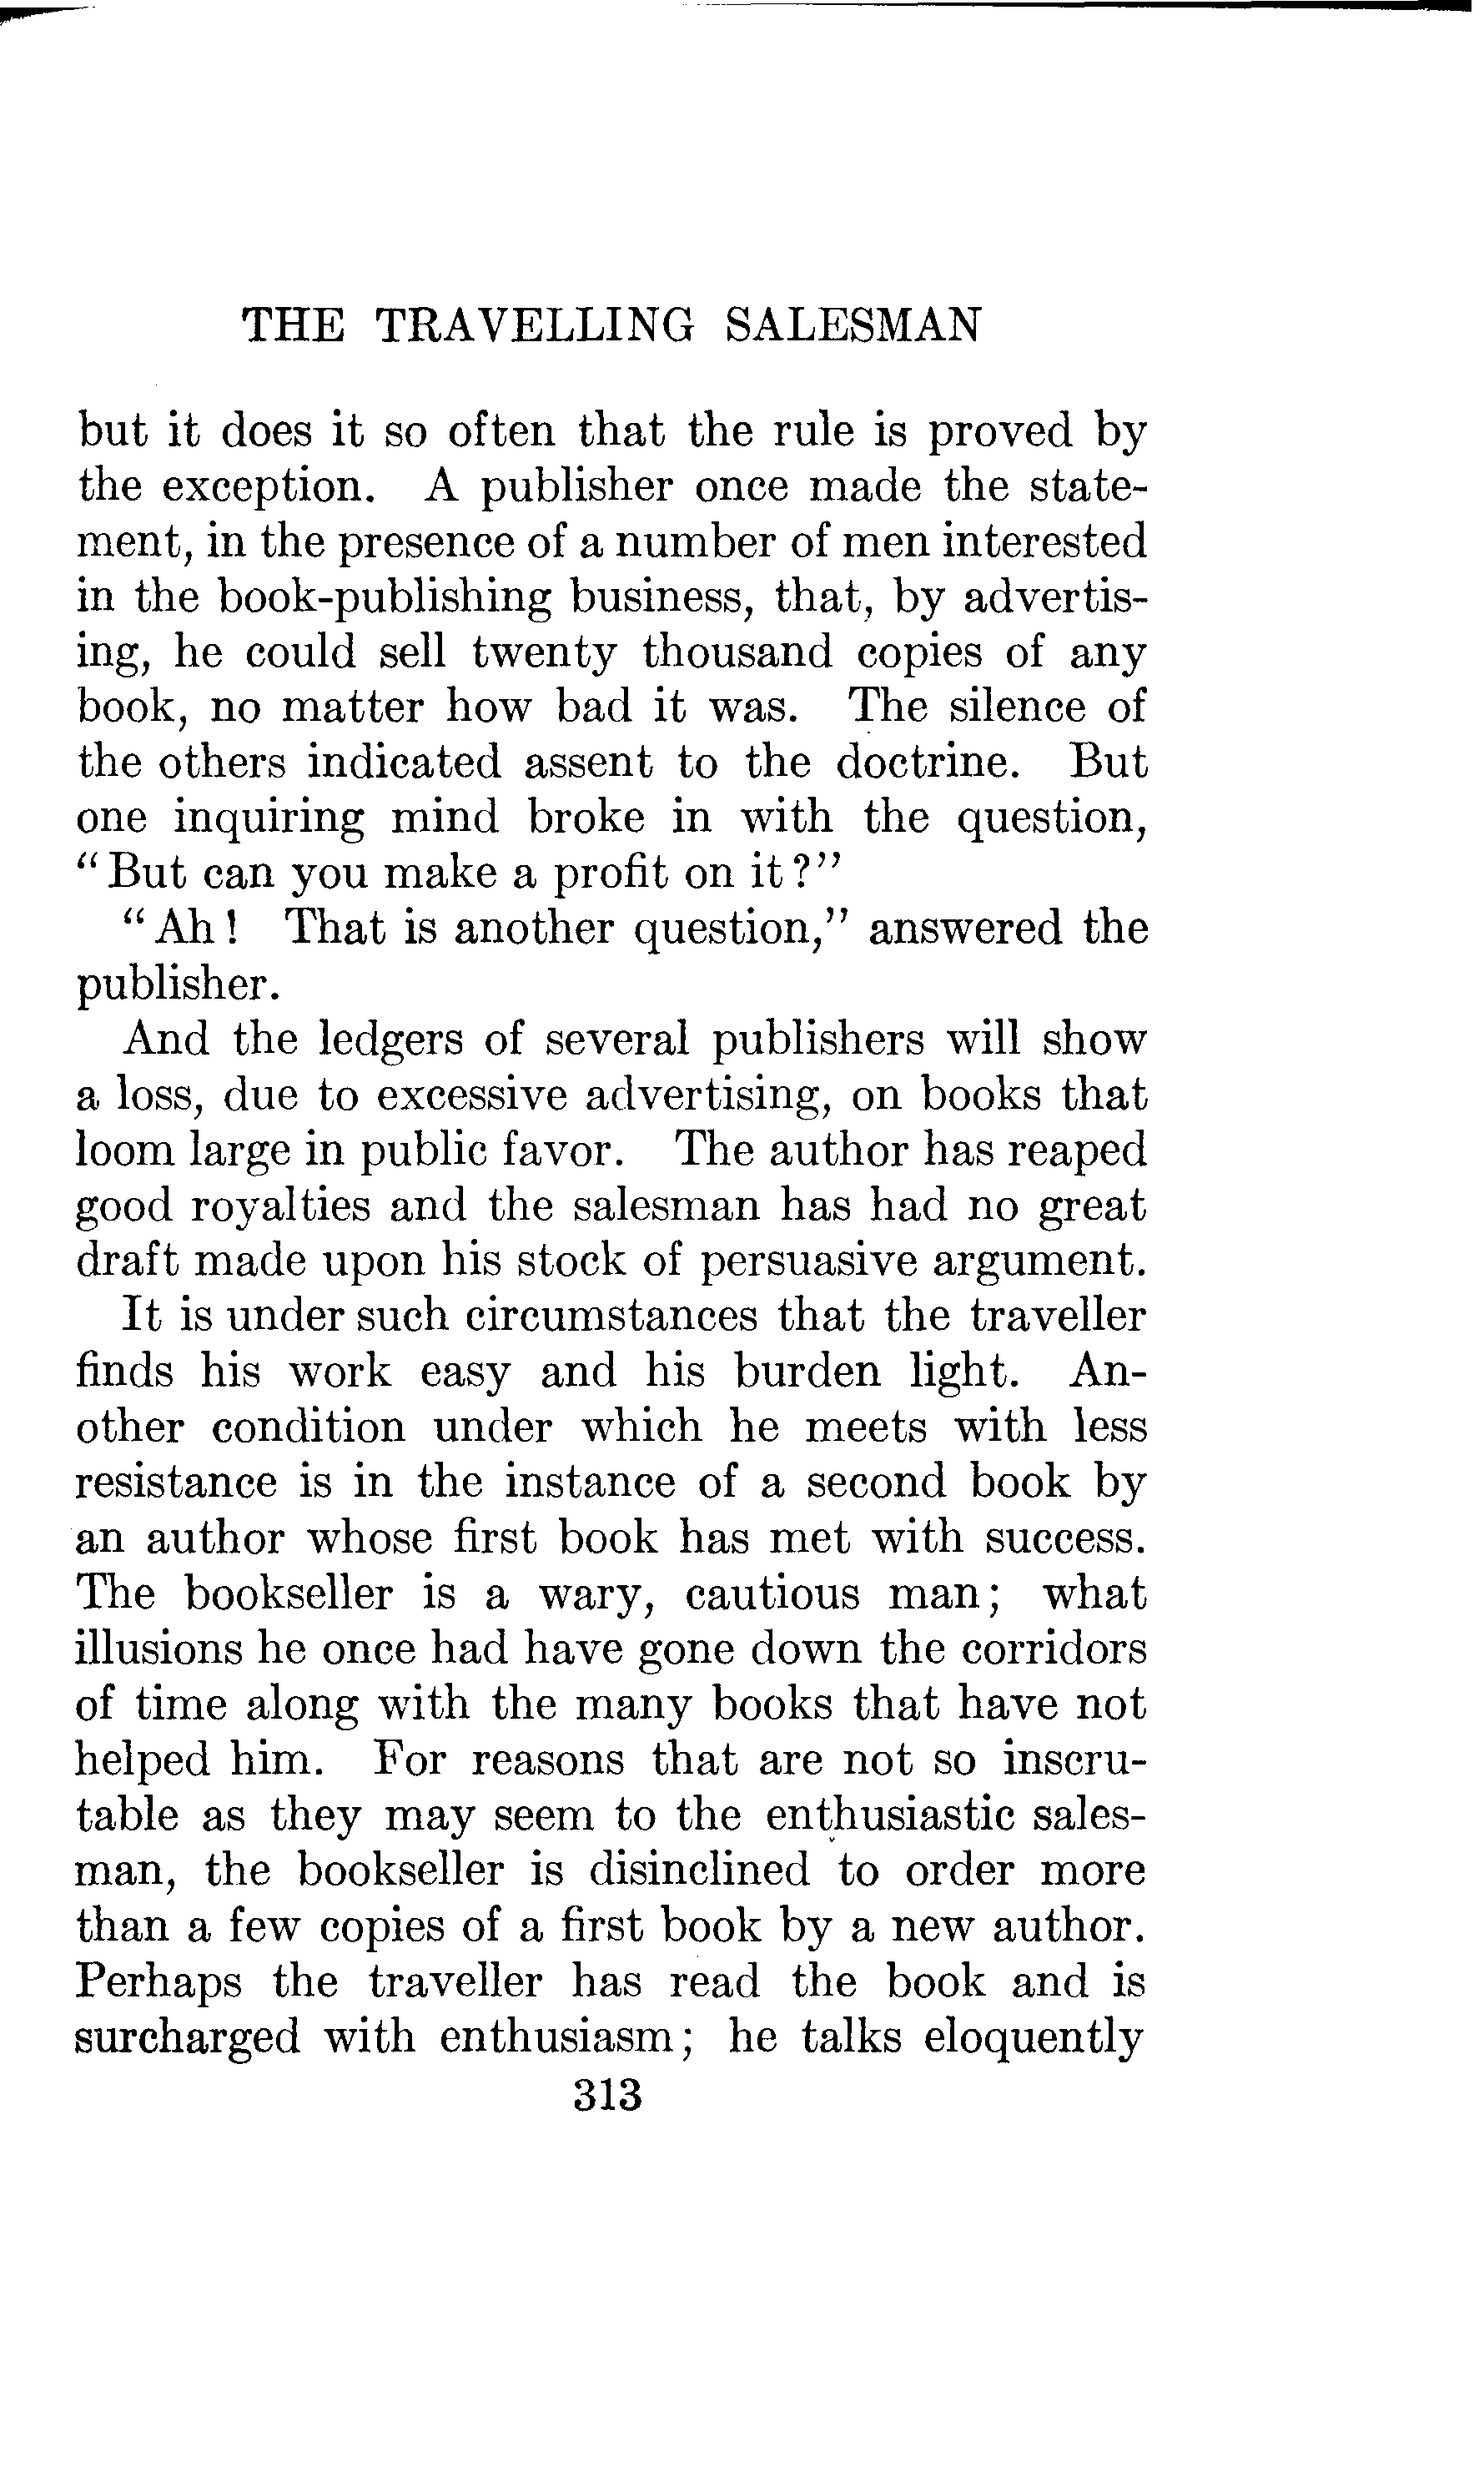 THE TRAVELLING SALESMAN
but it does it so often that the rule is proved by
the exception. A publisher once made the state-
ment, in the presence of a number of men interested
in the book-publishing business, that, by advertis-
ing, he could sell twenty thousand copies of any
book, no matter how bad it was. The silence of
the others indicated assent to the doctrine. But
one inquiring mind broke in with the question,
"But can you make a profit on it?"
"Ah! That is another question," answered the
publisher.
And the ledgers of several publishers will show
a loss, due to excessive advertising, on books that
loom large in public favor. The author has reaped
good royalties and the salesman has had no great
draft made upon his stock of persuasive argument.
It is under such circumstances that the traveller
finds his work easy and his burden light. An-
other condition under which he meets with less
resistance is in the instance of a second book by
an author whose first book has met with success.
The bookseller is a wary, cautious man; what
illusions he once had have gone down the corridors
of time along with the many books that have not
helped him. For reasons that are not so inscru-
table as they may seem to the enthusiastic sales-
man, the bookseller is disinclined to order more
than a few copies of a first book by a new author.
Perhaps the traveller has read the book and is
surcharged with enthusiasm; he talks eloquently
313